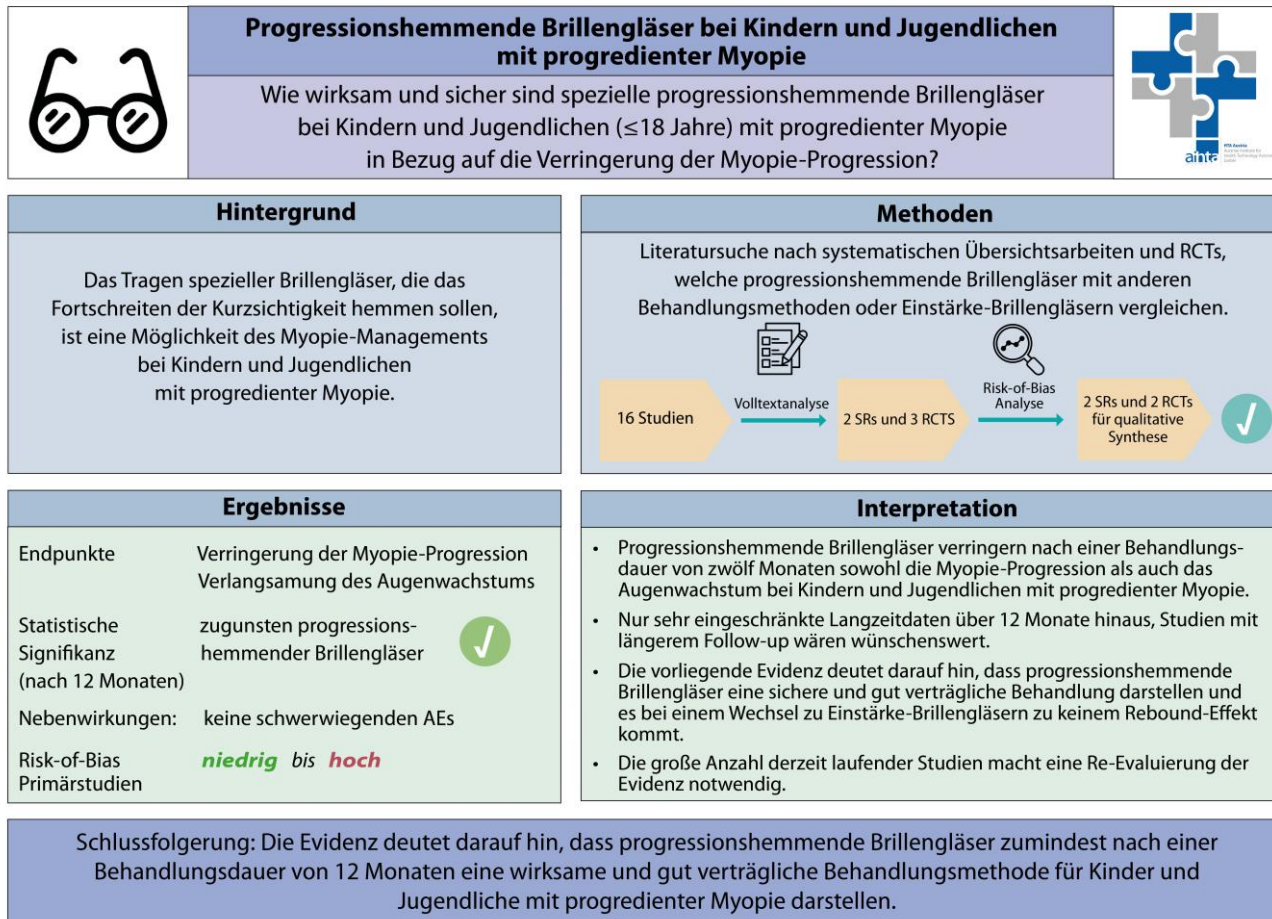 Progressionshemmende Brillengläser bei Kindern und Jugendlichen
mit progredienter Myopie
Wie wirksam und sicher sind spezielle progressionshemmende Brillengläser
bei Kindern und Jugendlichen (≤18 Jahre) mit progredienter Myopie
in Bezug auf die Verringerung der Myopie-Progression?
aihta
HTA Austria
Austrian Institute for
Health Technology Assessment
GmbH
Hintergrund
Das Tragen spezieller Brillengläser, die das
Fortschreiten der Kurzsichtigkeit hemmen sollen,
ist eine Möglichkeit des Myopie-Managements
bei Kindern und Jugendlichen
mit progredienter Myopie.
Methoden
Literatursuche nach systematischen Übersichtsarbeiten und RCTs,
welche progressionshemmende Brillengläser mit anderen
Behandlungsmethoden oder Einstärke-Brillengläsern vergleichen.
16 Studien
Volltextanalyse
2 SRs und 3 RCTS
Risk-of-Bias
Analyse
2 SRs und 2 RCTs
für qualitative
Synthese
Ergebnisse
Endpunkte Verringerung der Myopie-Progression
Verlangsamung des Augenwachstums
Statistische zugunsten progressions-
Signifikanz hemmender Brillengläser
(nach 12 Monaten)
Nebenwirkungen: keine schwerwiegenden AEs
Risk-of-Bias niedrig bis hoch
Primärstudien
Interpretation
• Progressionshemmende Brillengläser verringern nach einer Behandlungs-
dauer von zwölf Monaten sowohl die Myopie-Progression als auch das
Augenwachstum bei Kindern und Jugendlichen mit progredienter Myopie.
• Nur sehr eingeschränkte Langzeitdaten über 12 Monate hinaus, Studien mit
längerem Follow-up wären wünschenswert.
• Die vorliegende Evidenz deutet darauf hin, dass progressionshemmende
Brillengläser eine sichere und gut verträgliche Behandlung darstellen und
es bei einem Wechsel zu Einstärke-Brillengläsern zu keinem Rebound-Effekt
kommt.
• Die große Anzahl derzeit laufender Studien macht eine Re-Evaluierung der
Evidenz notwendig.
Schlussfolgerung: Die Evidenz deutet darauf hin, dass progressionshemmende Brillengläser zumindest nach einer
Behandlungsdauer von 12 Monaten eine wirksame und gut verträgliche Behandlungsmethode für Kinder und
Jugendliche mit progredienter Myopie darstellen.